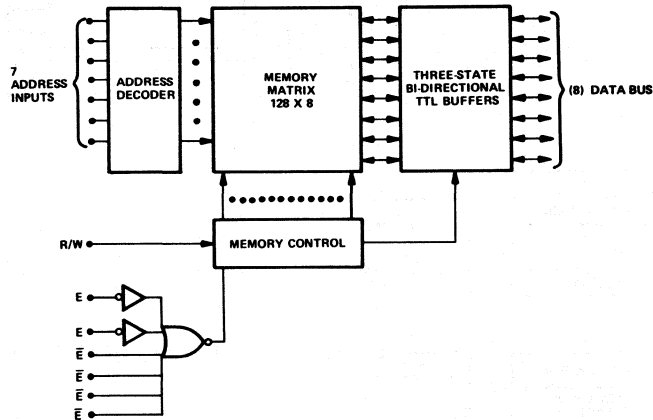 7
ADDRESS
INPUTS
ADDRESS
DECODER
MEMORY
MATRIX
128 X 8
THREE-STATE
BI-DIRECTIONAL
TTL BUFFERS
(8) DATA BUS
R/W
MEMORY CONTROL
E
E
E̅
E̅
E̅
E̅